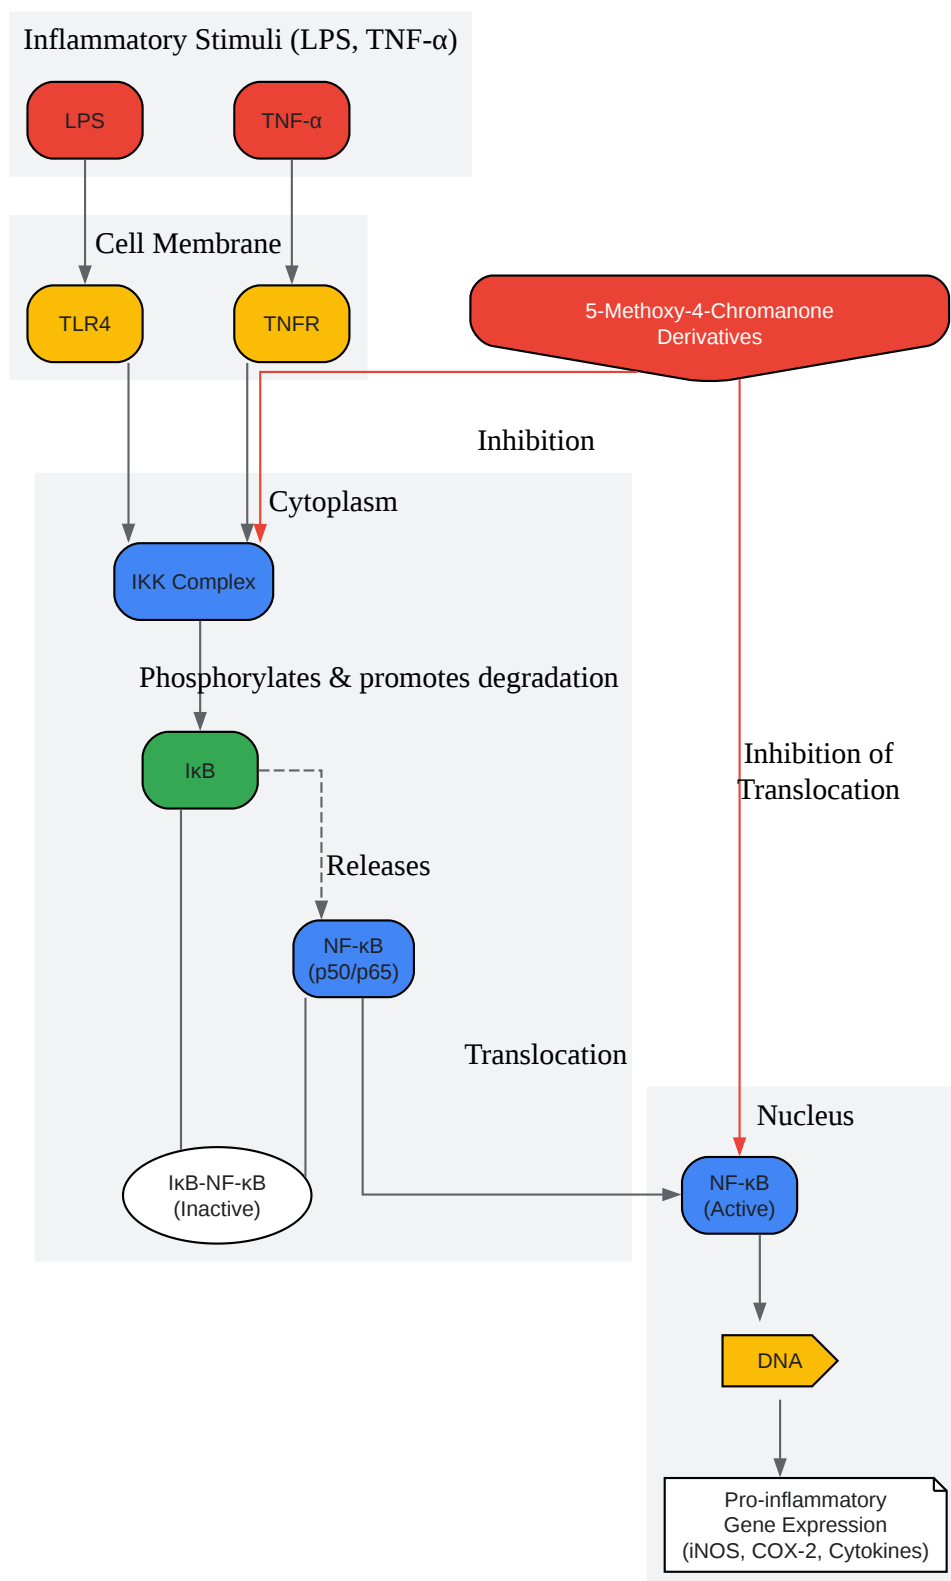 Inflammatory Stimuli (LPS, TNF-α)
LPS
TNF-α
Cell Membrane
TLR4
TNFR
5-Methoxy-4-Chromanone
Derivatives
Inhibition
Cytoplasm
IKK Complex
Phosphorylates & promotes degradation
IκB
Inhibition of
Translocation
Releases
NF-κB
(p50/p65)
Translocation
Nucleus
IκB-NF-κB
(Inactive)
NF-κB
(Active)
DNA
Pro-inflammatory
Gene Expression
(iNOS, COX-2, Cytokines)